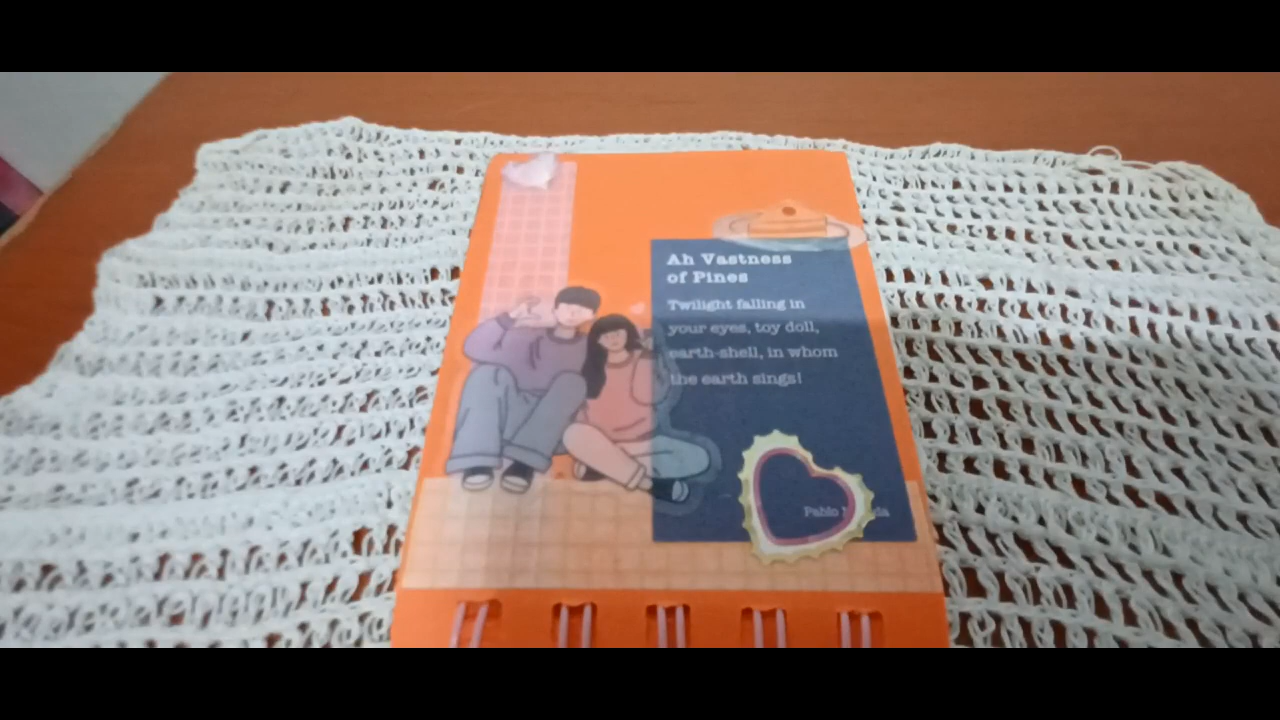 Ah Vastness
of Pines
Twilight falling in
your eyes, toy doll,
earth-shell, in whom
the earth sings!
Pablo